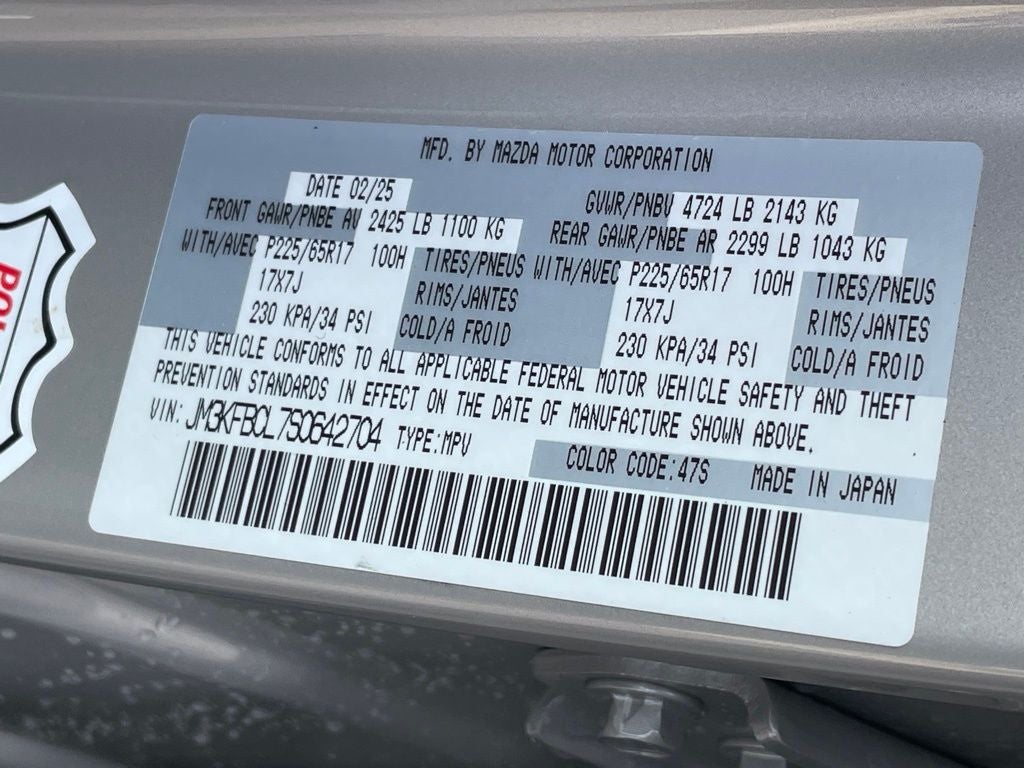 MFD. BY MAZDA MOTOR CORPORATION
DATE 02/25 GVWR/PNBV 4724 LB 2143 KG
FRONT GAWR/PNBE AV 2425 LB 1100 KG REAR GAWR/PNBE AR 2299 LB 1043 KG
WITH/AVEC P225/65R17 100H TIRES/PNEUS WITH/AVEC P225/65R17 100H TIRES/PNEUS
17X7J RIMS/JANTES 17X7J RIMS/JANTES
230 KPA/34 PSI COLD/A FROID 230 KPA/34 PSI COLD/A FROID
THIS VEHICLE CONFORMS TO ALL APPLICABLE FEDERAL MOTOR VEHICLE SAFETY AND THEFT
PREVENTION STANDARDS IN EFFECT ON THE DATE OF MANUFACTURE SHOWN ABOVE.
VIN: JM3KFBCL7S0642704 TYPE:MPV
COLOR CODE:47S MADE IN JAPAN